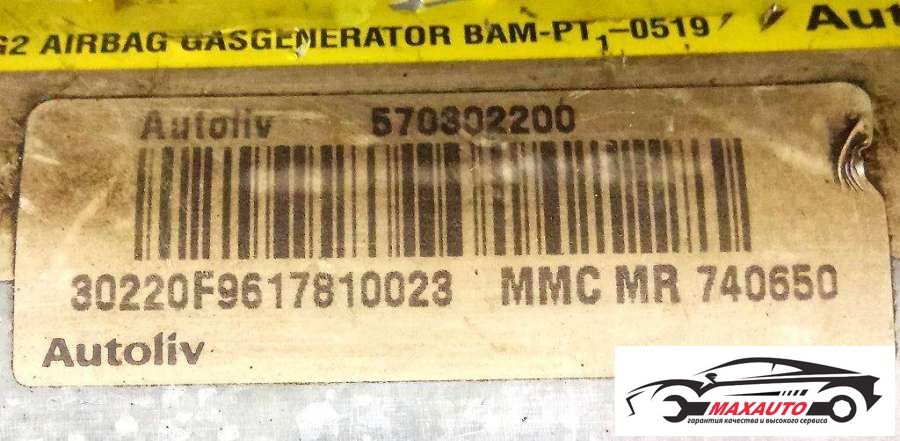 G2 AIRBAG GASGENERATOR BAM-PT1-0519
Autoliv 570302200
30220F9617810023 MMC MR 740650
Autoliv
MAXAUTO
гарантия качества и высокого сервиса